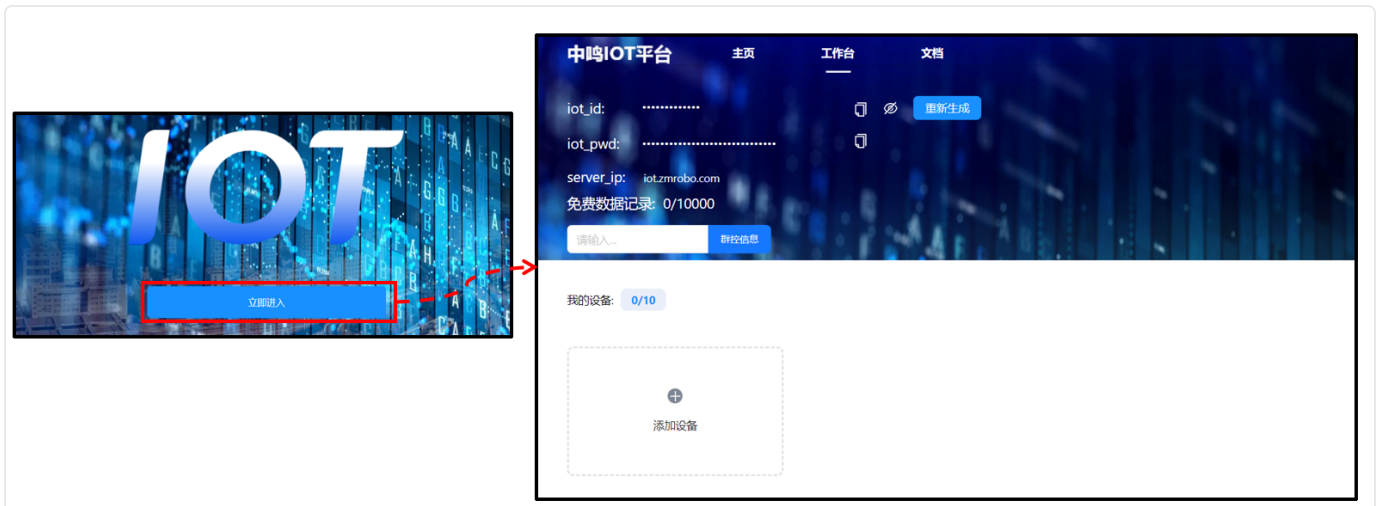 IOT
立即进入
中鸣IOT平台 主页 工作台 文档
iot_id: ············· 重新生成
iot_pwd: ······························
server_ip: iot.zmrobo.com
免费数据记录: 0/10000
请输入... 群控信息
我的设备: 0/10
添加设备